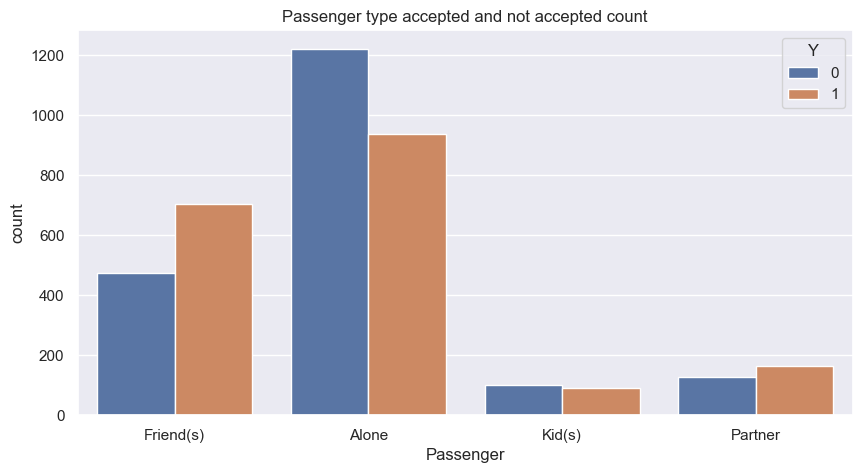 Passenger type accepted and not accepted count
Y
0
1
1200
1000
800
600
400
200
0
count
Friend(s)
Alone
Kid(s)
Partner
Passenger